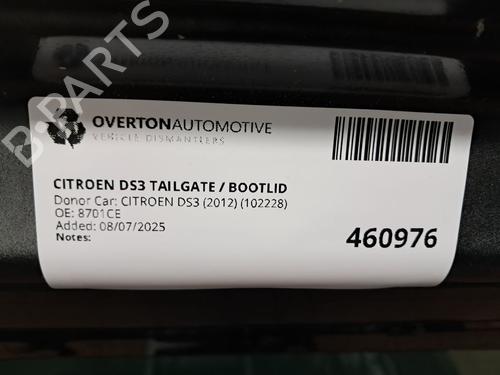 B-PARTS
OVERTONAUTOMOTIVE
VEHICLE DISMANTLERS
CITROEN DS3 TAILGATE / BOOTLID
Donor Car: CITROEN DS3 (2012) (102228)
OE: 8701CE
Added: 08/07/2025
Notes:
460976